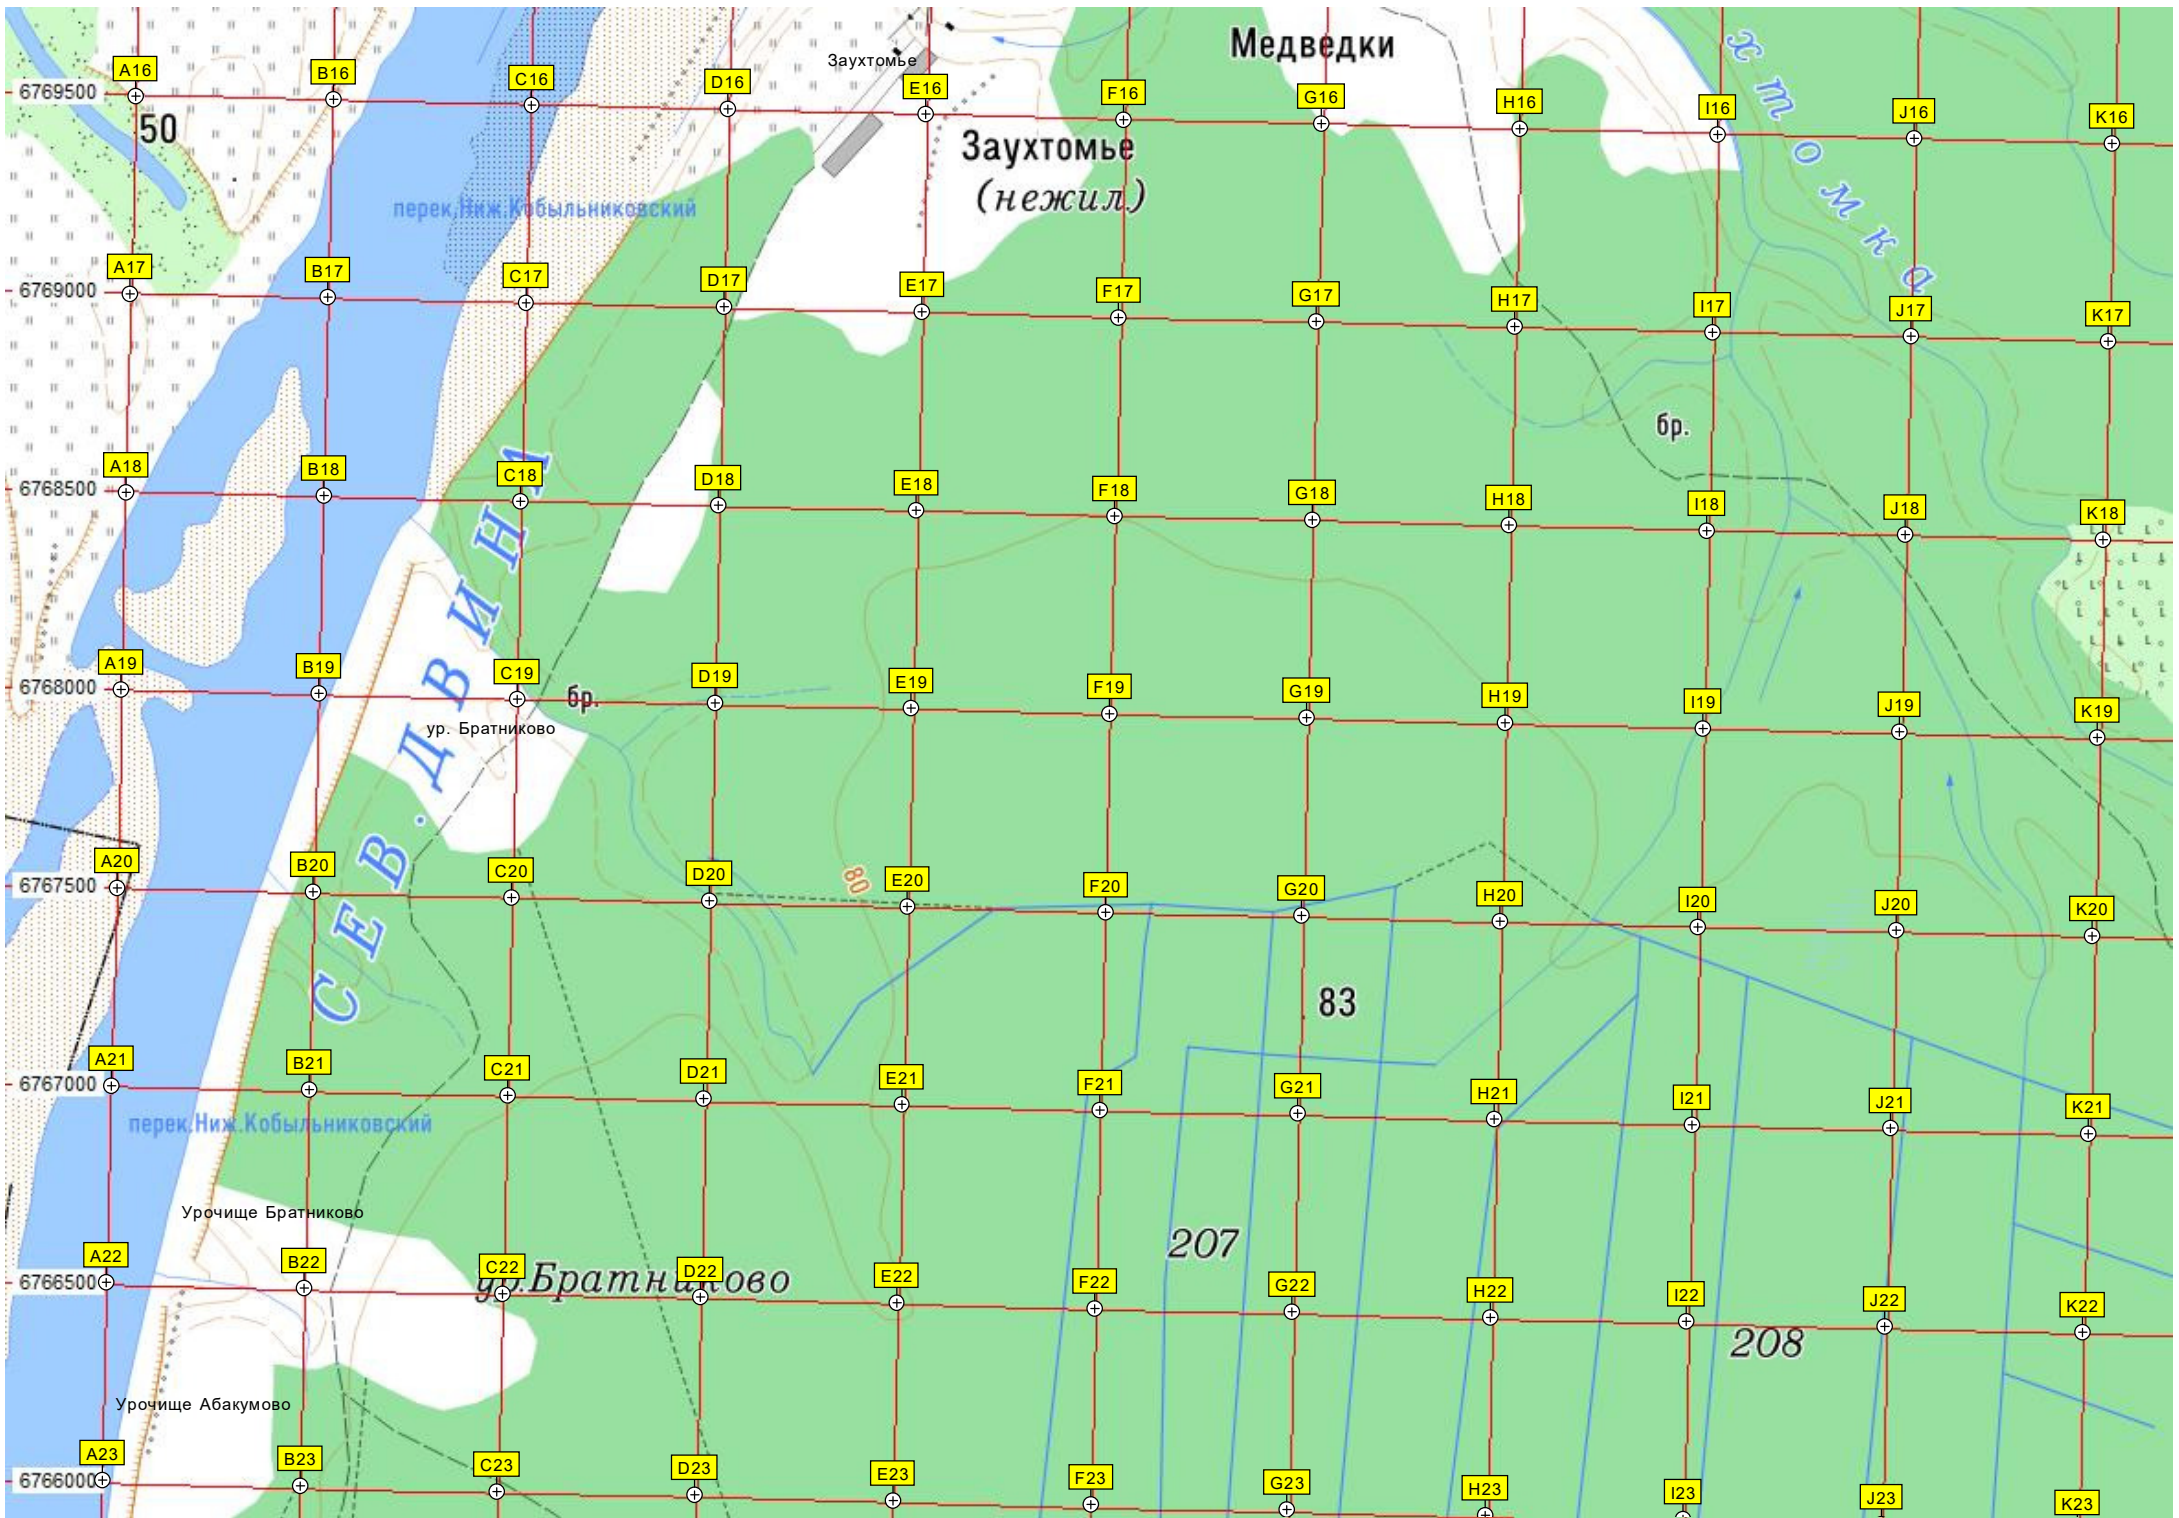 Медведки
Заухтомье
A16 B16 C16 D16 E16 F16 G16 H16 I16 J16 K16
6769500
50
Заухтомье
(нежил.)
хтомка
перек.Ниж.Кобыльниковский
A17 B17 C17 D17 E17 F17 G17 H17 I17 J17 K17
6769000
бр.
A18 B18 C18 D18 E18 F18 G18 H18 I18 J18 K18
6768500
СЕВ. ДВИНА
A19 B19 C19 D19 E19 F19 G19 H19 I19 J19 K19
6768000
бр.
ур. Братниково
A20 B20 C20 D20 E20 F20 G20 H20 I20 J20 K20
6767500
80
83
A21 B21 C21 D21 E21 F21 G21 H21 I21 J21 K21
6767000
перек.Ниж.Кобыльниковский
Урочище Братниково
207
A22 B22 C22 D22 E22 F22 G22 H22 I22 J22 K22
6766500
ур.Братниково
208
Урочище Абакумово
A23 B23 C23 D23 E23 F23 G23 H23 I23 J23 K23
6766000